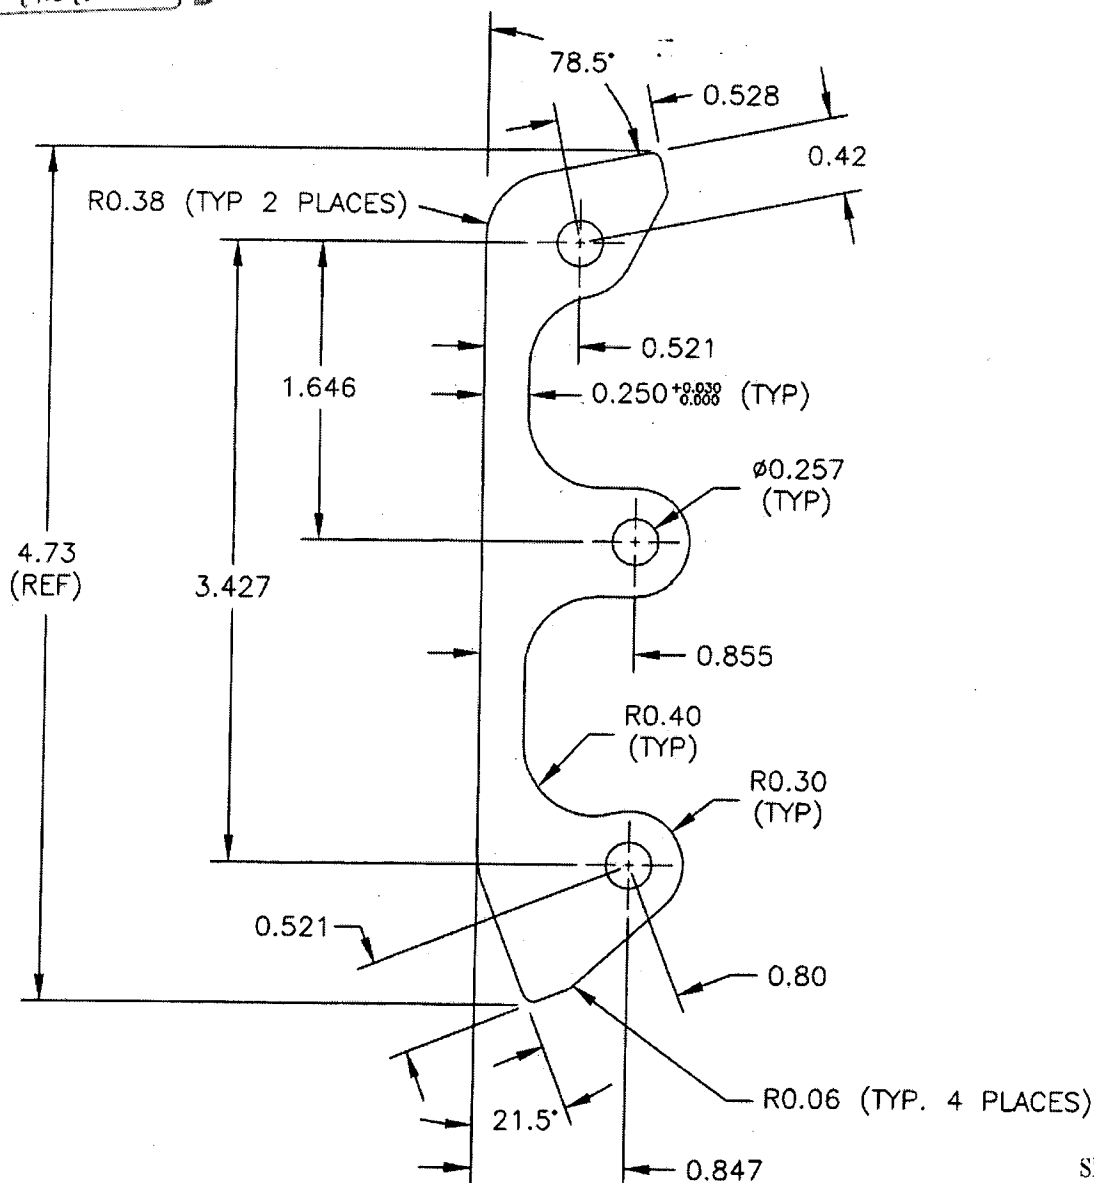 78.5°
0.528
0.42
R0.38 (TYP 2 PLACES)
0.521
1.646
0.250 +0.030 0.000 (TYP)
Ø0.257
(TYP)
4.73
(REF)
3.427
0.855
R0.40
(TYP)
R0.30
(TYP)
0.521
0.80
R0.06 (TYP. 4 PLACES)
21.5°
0.847